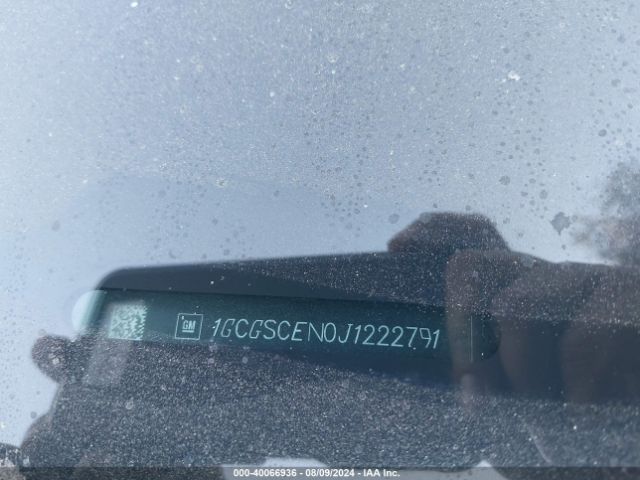 GM 1GCGSCEN0J1222791
000-40066936 - 08/09/2024 - IAA Inc.